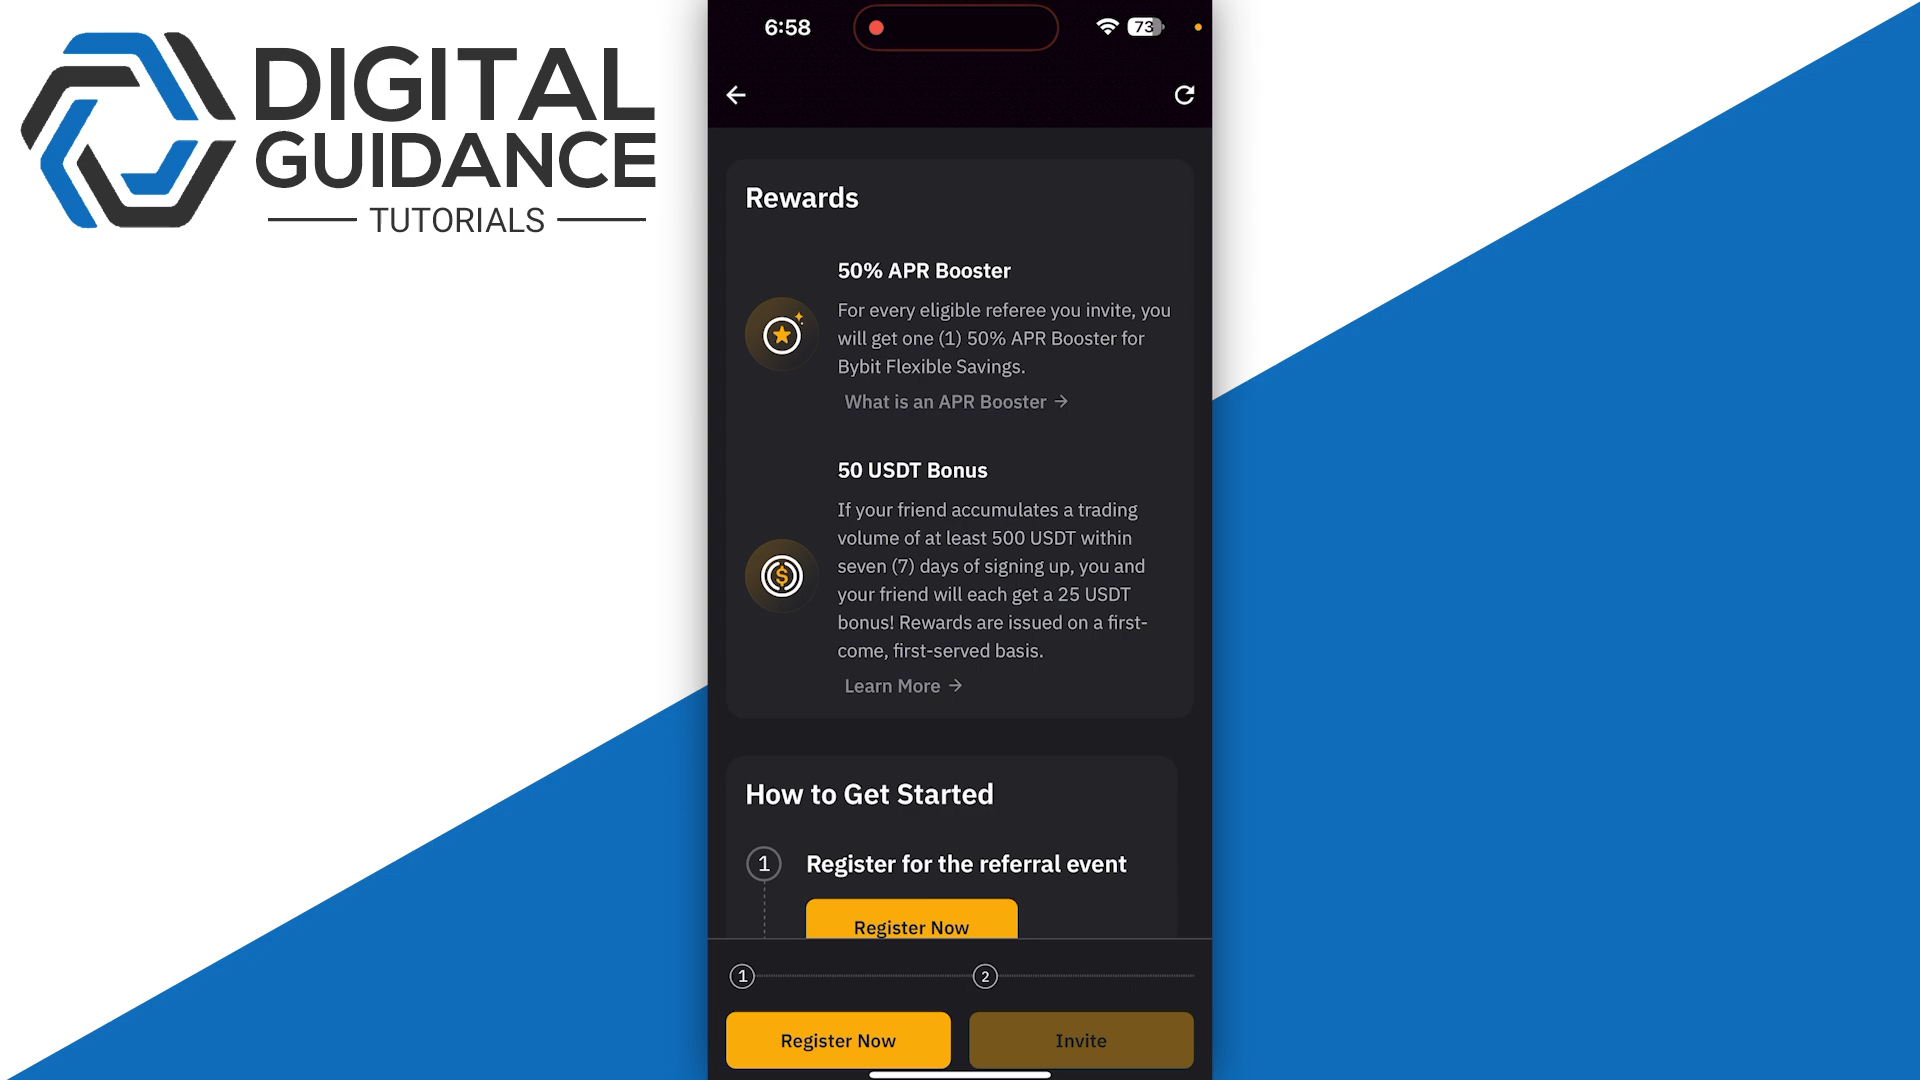 DIGITAL
GUIDANCE
TUTORIALS
6:58
73
Rewards
50% APR Booster
For every eligible referee you invite, you
will get one (1) 50% APR Booster for
Bybit Flexible Savings.
What is an APR Booster →
50 USDT Bonus
If your friend accumulates a trading
volume of at least 500 USDT within
seven (7) days of signing up, you and
your friend will each get a 25 USDT
bonus! Rewards are issued on a first-
come, first-served basis.
Learn More →
How to Get Started
1 Register for the referral event
Register Now
1 2
Register Now Invite